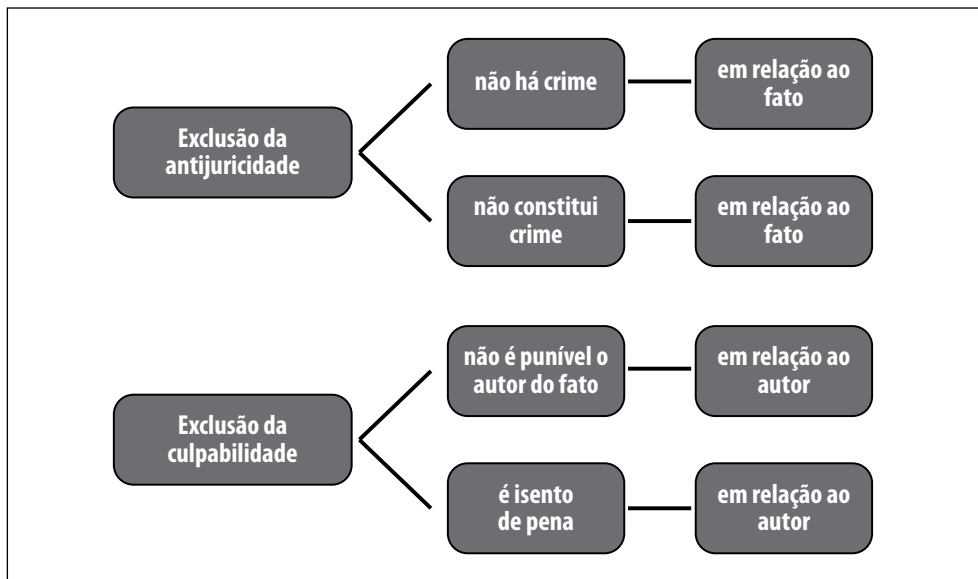 Exclusão da
antijuricidade
não há crime
em relação ao
fato
não constitui
crime
em relação ao
fato
Exclusão da
culpabilidade
não é punível o
autor do fato
em relação ao
autor
é isento
de pena
em relação ao
autor